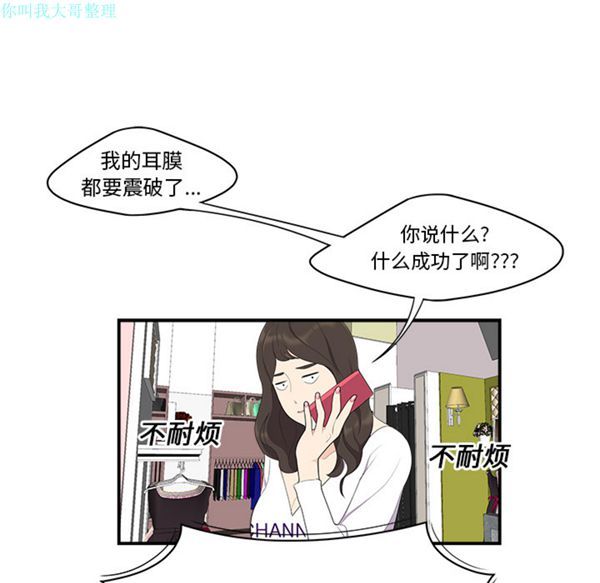 你叫我大哥整理
我的耳膜
都要震破了...
你说什么?
什么成功了啊???
不耐烦
不耐烦
CHANN